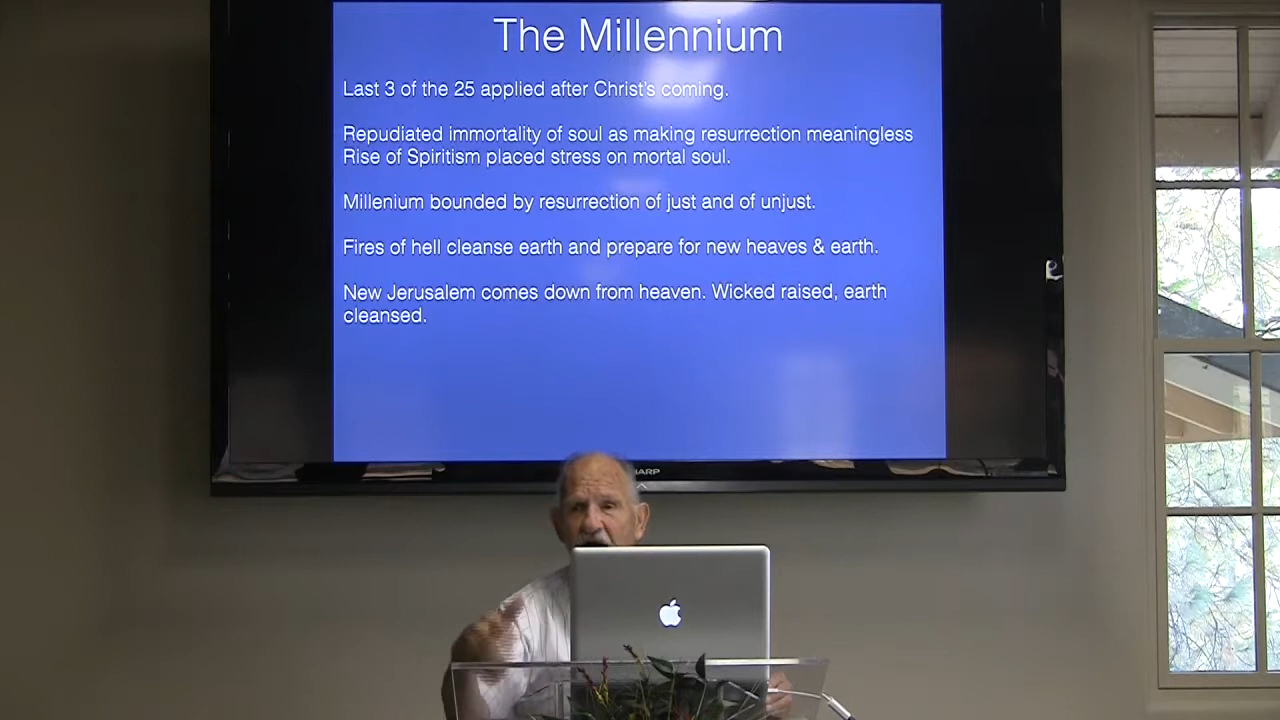 The Millennium
Last 3 of the 25 applied after Christ's coming.
Repudiated immortality of soul as making resurrection meaningless
Rise of Spiritism placed stress on mortal soul.
Millenium bounded by resurrection of just and of unjust.
Fires of hell cleanse earth and prepare for new heaves & earth.
New Jerusalem comes down from heaven. Wicked raised, earth
cleansed.